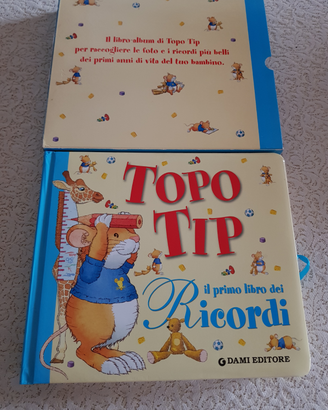 Il libro-album di Topo Tip
per raccogliere le foto e i ricordi più belli
dei primi anni di vita del tuo bambino.
TOPO
TIP
il primo libro dei
Ricordi
DAMI EDITORE